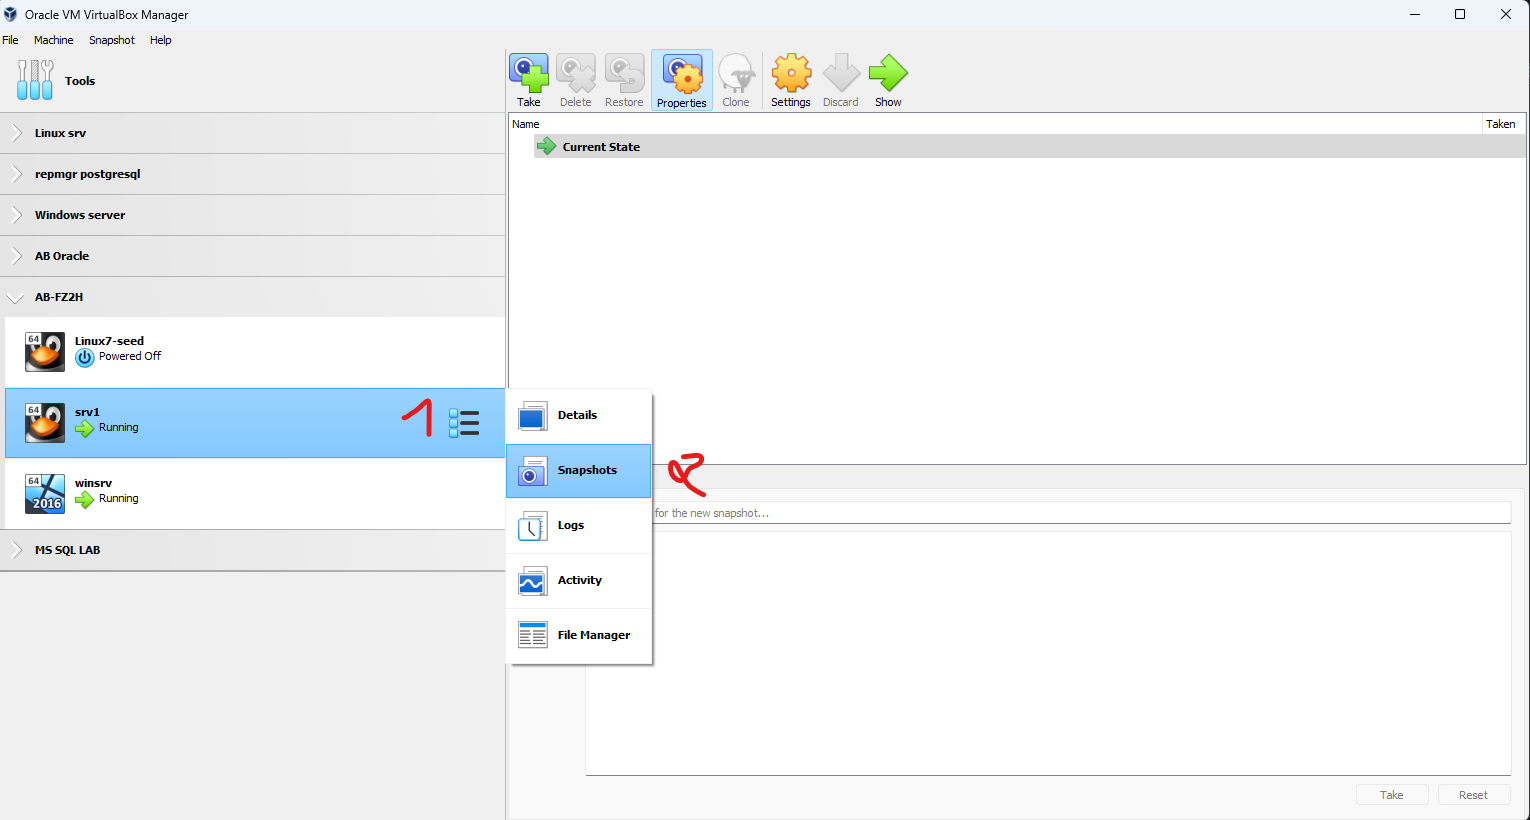 Oracle VM VirtualBox Manager
File Machine Snapshot Help
Tools
Take Delete Restore Properties Clone Settings Discard Show
Name Taken
Current State
Linux srv
repmgr postgresql
Windows server
AB Oracle
AB-FZ2H
64
Linux7-seed
Powered Off
64
srv1
Running
1
Details
Snapshots
2
Logs
Activity
File Manager
64
2016
winsrv
Running
MS SQL LAB
for the new snapshot...
Take Reset